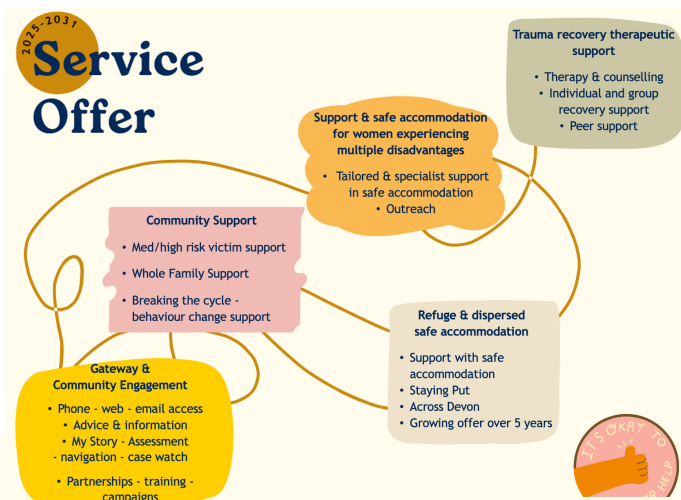 2025-2031
Service
Offer
Trauma recovery therapeutic
support
• Therapy & counselling
• Individual and group
recovery support
• Peer support
Support & safe accommodation
for women experiencing
multiple disadvantages
• Tailored & specialist support
in safe accommodation
• Outreach
Community Support
• Med/high risk victim support
• Whole Family Support
• Breaking the cycle -
behaviour change support
Refuge & dispersed
safe accommodation
• Support with safe
accommodation
• Staying Put
• Across Devon
• Growing offer over 5 years
Gateway &
Community Engagement
• Phone - web - email access
• Advice & information
• My Story - Assessment
- navigation - case watch
• Partnerships - training -
campaigns
IT'S OKAY TO
HELP